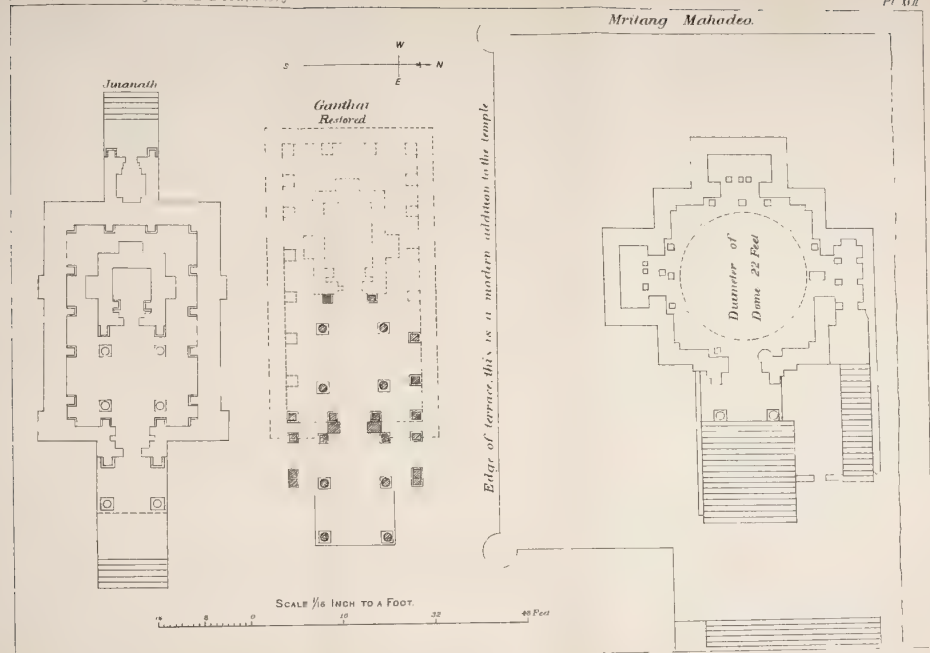 Pl XVII
Mritang Mahadeo.
W
S
N
E
Jinanath
Ganthai
Restored
Edge of terrace, this is a modern addition to the temple
Diameter of
Dome 22 Feet
SCALE 1/16 INCH TO A FOOT.
16 8 0 16 32 48 Feet